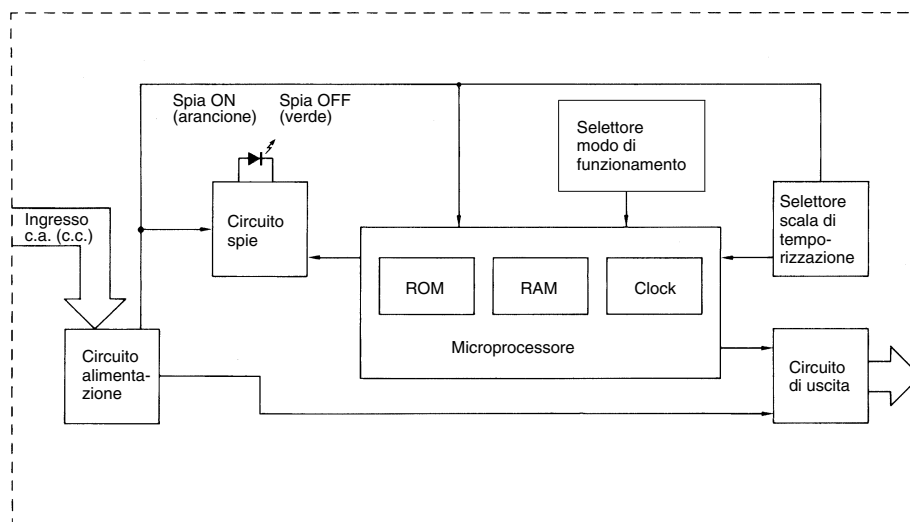 Spia ON
(arancione)
Spia OFF
(verde)
Selettore
modo di
funzionamento
Ingresso
c.a. (c.c.)
Circuito
spie
Selettore
scala di
tempo-
rizzazione
ROM
RAM
Clock
Microprocessore
Circuito
alimenta-
zione
Circuito
di uscita